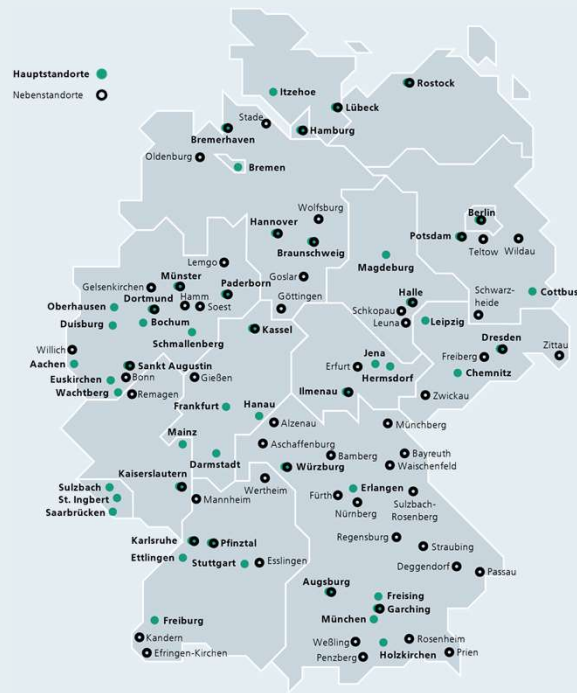 Hauptstandorte
Nebenstandorte
Rostock
Itzehoe
Lübeck
Stade
Hamburg
Bremerhaven
Oldenburg
Bremen
Wolfsburg
Hannover
Berlin
Braunschweig
Potsdam
Teltow
Wildau
Lemgo
Magdeburg
Goslar
Gelsenkirchen
Münster
Paderborn
Cottbus
Oberhausen
Dortmund
Hamm
Soest
Göttingen
Halle
Schwarz-
heide
Schkopau
Leuna
Leipzig
Duisburg
Bochum
Schmallenberg
Kassel
Dresden
Willich
Jena
Freiberg
Zittau
Aachen
Sankt Augustin
Erfurt
Hermsdorf
Chemnitz
Euskirchen
Bonn
Gießen
Wachtberg
Remagen
Ilmenau
Zwickau
Frankfurt
Hanau
Alzenau
Münchberg
Mainz
Aschaffenburg
Bamberg
Bayreuth
Darmstadt
Waischenfeld
Kaiserslautern
Würzburg
Sulzbach
Wertheim
St. Ingbert
Mannheim
Fürth
Erlangen
Saarbrücken
Nürnberg
Sulzbach-
Rosenberg
Karlsruhe
Pfinztal
Regensburg
Straubing
Ettlingen
Stuttgart
Esslingen
Deggendorf
Passau
Augsburg
Freising
Garching
Freiburg
München
Kandern
Weßling
Rosenheim
Efringen-Kirchen
Penzberg
Holzkirchen
Prien